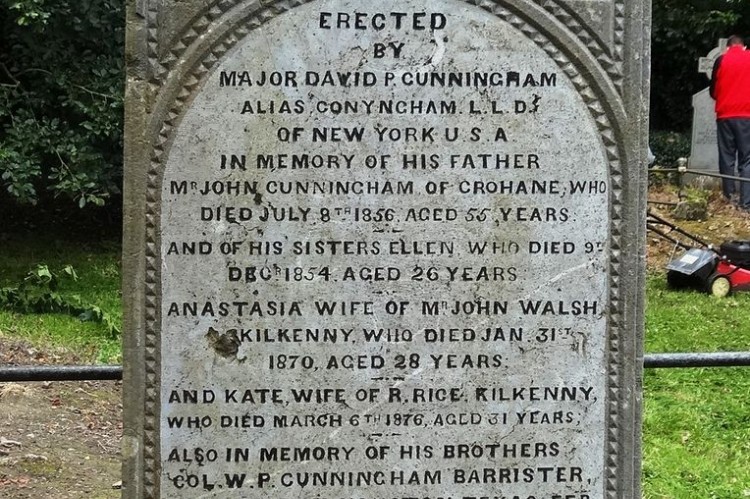 ERECTED
BY
MAJOR DAVID P. CUNNINGHAM
ALIAS, CONYNGHAM. L.L.D.
OF NEW YORK U.S.A
IN MEMORY OF HIS FATHER
MR JOHN CUNNINGHAM, OF CROHANE, WHO
DIED JULY 8TH 1856, AGED 55, YEARS.
AND OF HIS SISTERS ELLEN, WHO DIED 9TH
DECR 1854, AGED 26 YEARS
ANASTASIA WIFE OF MR JOHN WALSH,
KILKENNY, WHO DIED JAN. 31ST
1870, AGED 28 YEARS.
AND KATE, WIFE OF R. RICE. KILKENNY,
WHO DIED MARCH 6TH 1876, AGED 31 YEARS,
ALSO IN MEMORY OF HIS BROTHERS
COL. W. P. CUNNINGHAM BARRISTER,